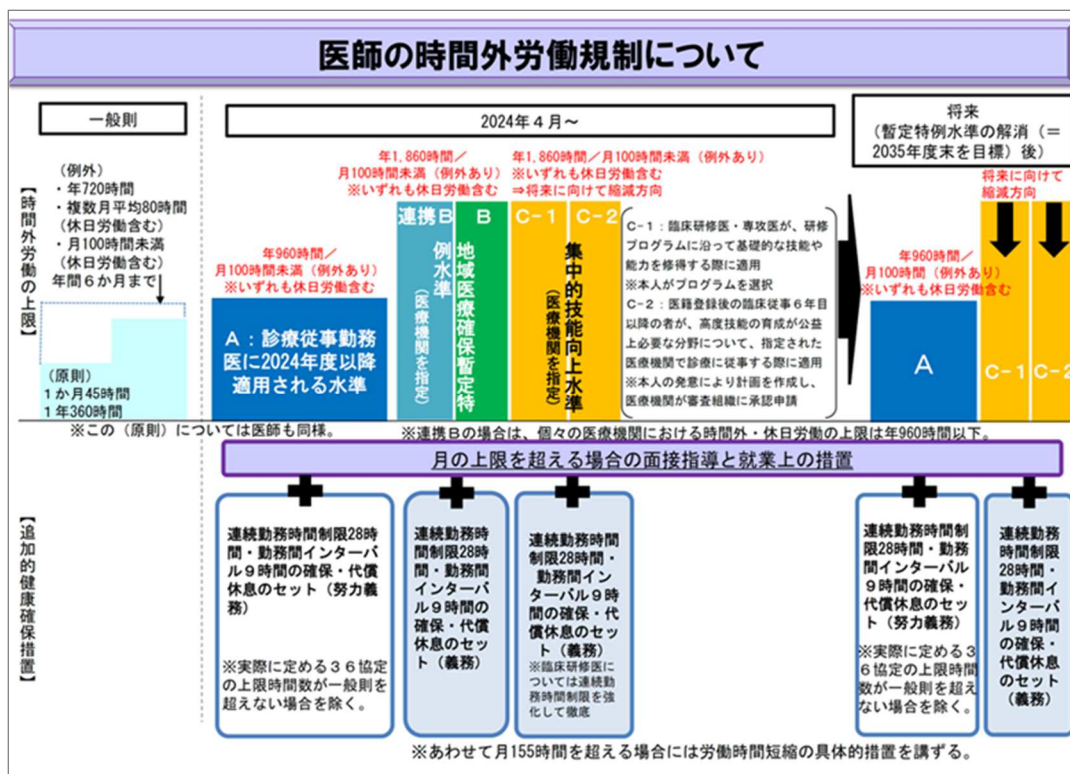 医師の時間外労働規制について
一般則
2024年４月～
将来
（暫定特例水準の解消（＝
2035年度末を目標）後）
【時間外労働の上限】
（例外）
・年720時間
・複数月平均80時間
（休日労働含む）
・月100時間未満
（休日労働含む）
年間６か月まで
（原則）
１か月45時間
１年360時間
※この（原則）については医師も同様。
年960時間／
月100時間未満（例外あり）
※いずれも休日労働含む
Ａ：診療従事勤務
医に2024年度以降
適用される水準
年1,860時間／
月100時間未満（例外あり）
※いずれも休日労働含む
連携Ｂ
Ｂ
地域医療確保暫定特
例水準
（医療機関を指定）
年1,860時間／月100時間未満（例外あり）
※いずれも休日労働含む
⇒将来に向けて縮減方向
Ｃ-１
Ｃ-２
集中的技能向上水準
（医療機関を指定）
Ｃ-１：臨床研修医・専攻医が、研修
プログラムに沿って基礎的な技能や
能力を修得する際に適用
※本人がプログラムを選択
Ｃ-２：医籍登録後の臨床従事６年目
以降の者が、高度技能の育成が公益
上必要な分野について、指定された
医療機関で診療に従事する際に適用
※本人の発意により計画を作成し、
医療機関が審査組織に承認申請
年960時間／
月100時間（例外あり）
※いずれも休日労働含む
Ａ
将来に向けて
縮減方向
Ｃ-１
Ｃ-２
※連携Ｂの場合は、個々の医療機関における時間外・休日労働の上限は年960時間以下。
【追加的健康確保措置】
月の上限を超える場合の面接指導と就業上の措置
連続勤務時間制限28時
間・勤務間インター
バル９時間の確保・代償
休息のセット（努力義
務）
※実際に定める３６協定
の上限時間数が一般則を
超えない場合を除く。
連続勤務時間制限28時
間・勤務間
インターバ
ル９時間の
確保・代償
休息のセッ
ト（義務）
連続勤務時間
制限28時間・
勤務間イン
ターバル９時
間の確保・代
償休息のセッ
ト（義務）
※臨床研修医に
ついては連続勤
務時間制限を強
化して徹底
連続勤務時間制
限28時間・勤務
間インターバル
９時間の確保・
代償休息のセッ
ト（努力義務）
※実際に定める３
６協定の上限時間
数が一般則を超え
ない場合を除く。
連続勤務
時間制限
28時間・勤
務間イン
ターバル９
時間の確
保・代償休
息のセット
（義務）
※あわせて月155時間を超える場合には労働時間短縮の具体的措置を講ずる。